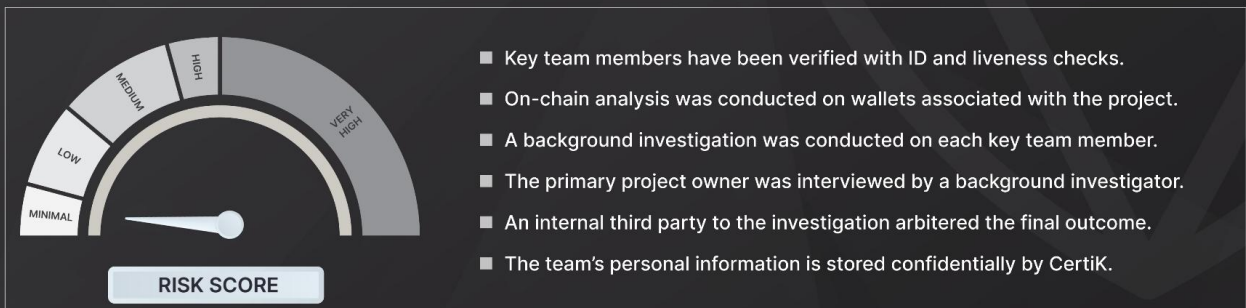 MINIMAL
LOW
MEDIUM
HIGH
VERY
HIGH
RISK SCORE
Key team members have been verified with ID and liveness checks.
On-chain analysis was conducted on wallets associated with the project.
A background investigation was conducted on each key team member.
The primary project owner was interviewed by a background investigator.
An internal third party to the investigation arbitered the final outcome.
The team’s personal information is stored confidentially by CertiK.